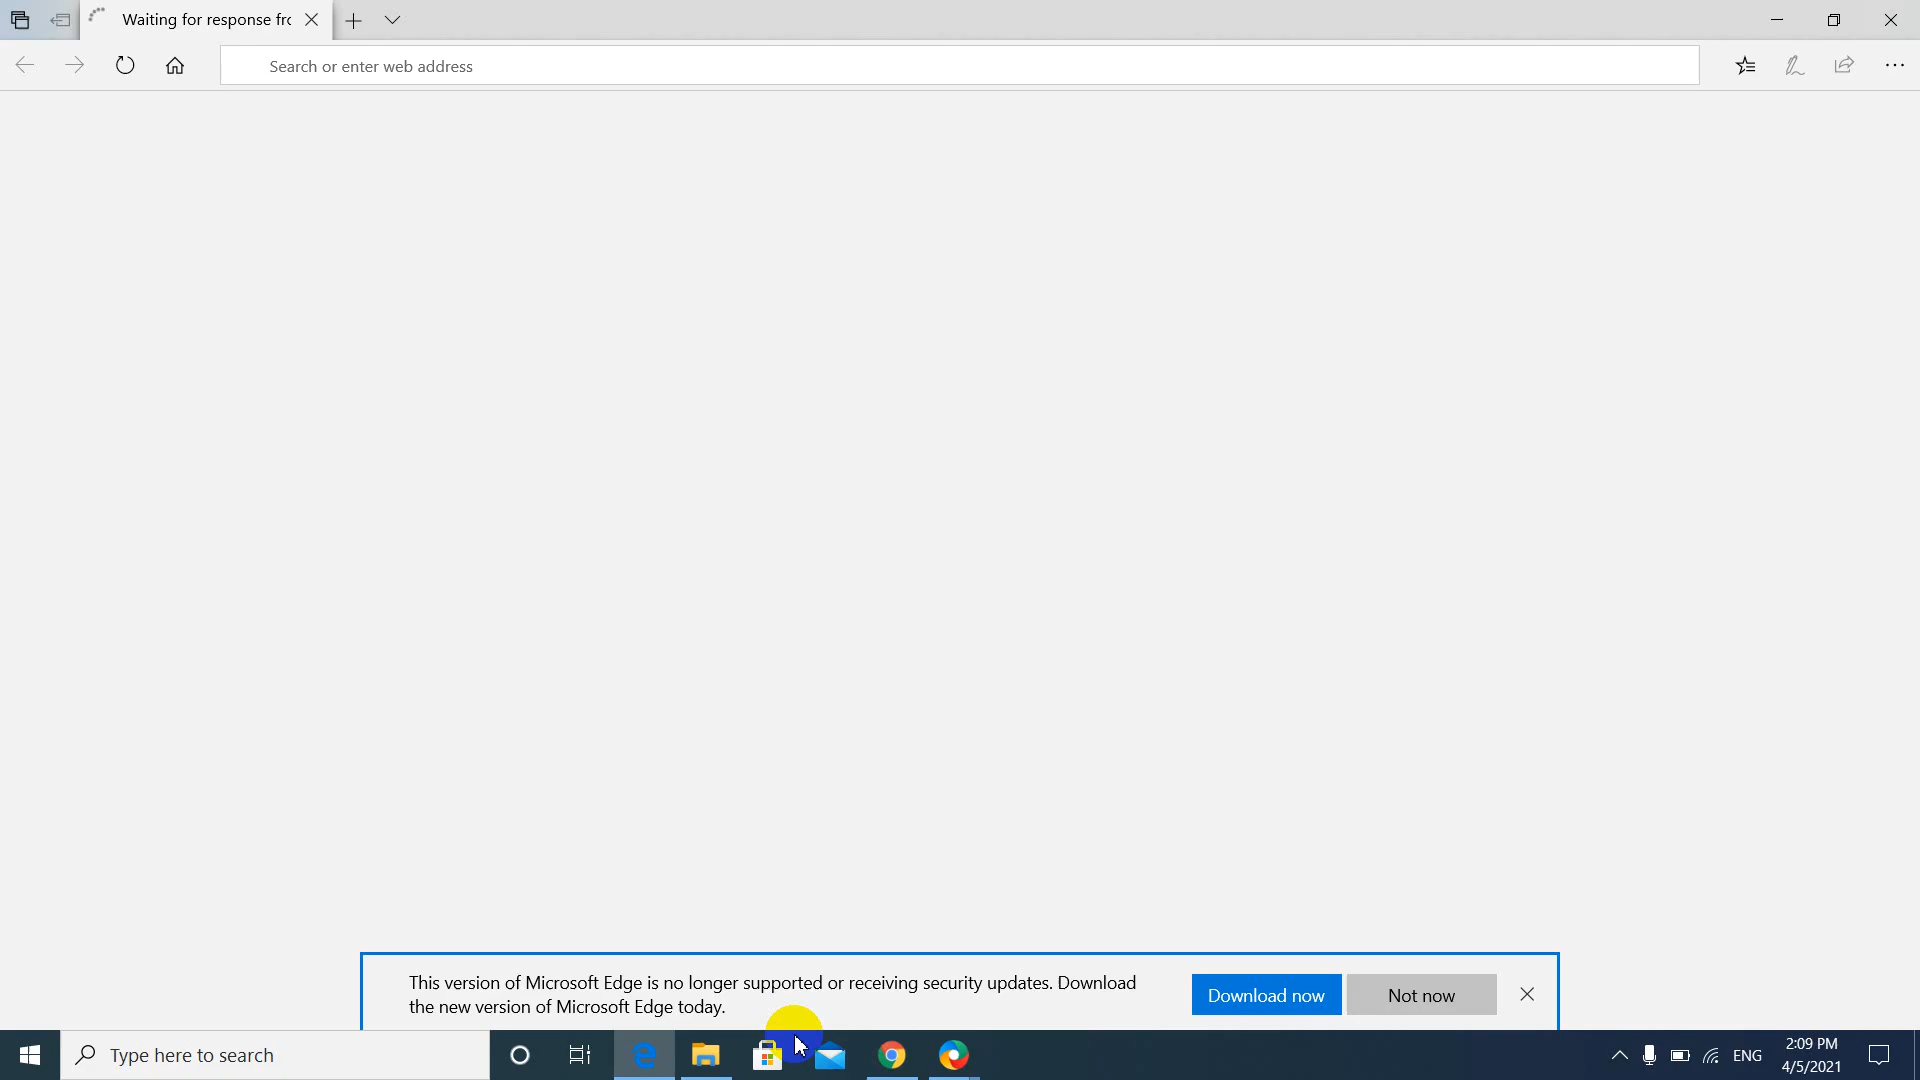 Waiting for response frc
Search or enter web address
This version of Microsoft Edge is no longer supported or receiving security updates. Download
the new version of Microsoft Edge today.
Download now
Not now
Type here to search
ENG
2:09 PM
4/5/2021